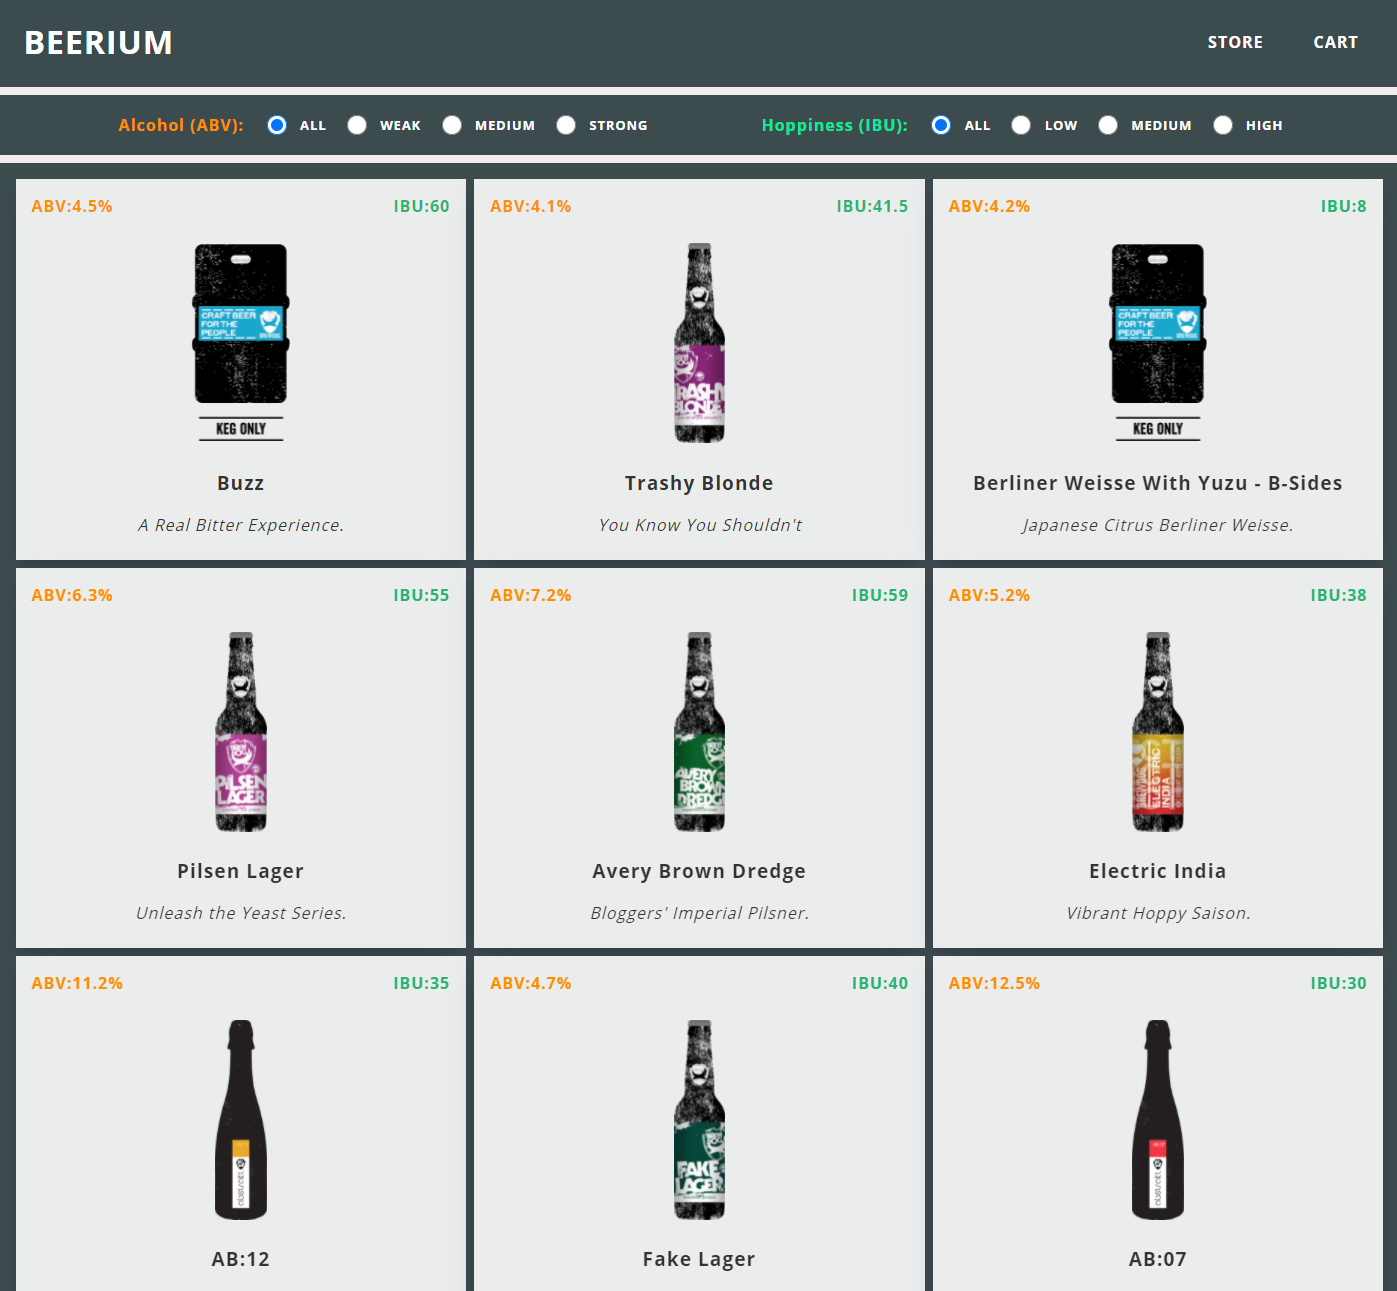 BEERIUM
STORE CART
Alcohol (ABV): ALL WEAK MEDIUM STRONG Hoppiness (IBU): ALL LOW MEDIUM HIGH
ABV:4.5% IBU:60
CRAFT BEER
FOR THE
PEOPLE
KEG ONLY
Buzz
A Real Bitter Experience.
ABV:4.1% IBU:41.5
TRASHY
BLONDE
Trashy Blonde
You Know You Shouldn't
ABV:4.2% IBU:8
CRAFT BEER
FOR THE
PEOPLE
KEG ONLY
Berliner Weisse With Yuzu - B-Sides
Japanese Citrus Berliner Weisse.
ABV:6.3% IBU:55
PILSEN
LAGER
Pilsen Lager
Unleash the Yeast Series.
ABV:7.2% IBU:59
AVERY
BROWN
DREDGE
Avery Brown Dredge
Bloggers' Imperial Pilsner.
ABV:5.2% IBU:38
BREWDOG
ELECTRIC
INDIA
Electric India
Vibrant Hoppy Saison.
ABV:11.2% IBU:35
AB:12
ABV:4.7% IBU:40
FAKE
LAGER
Fake Lager
ABV:12.5% IBU:30
AB:07